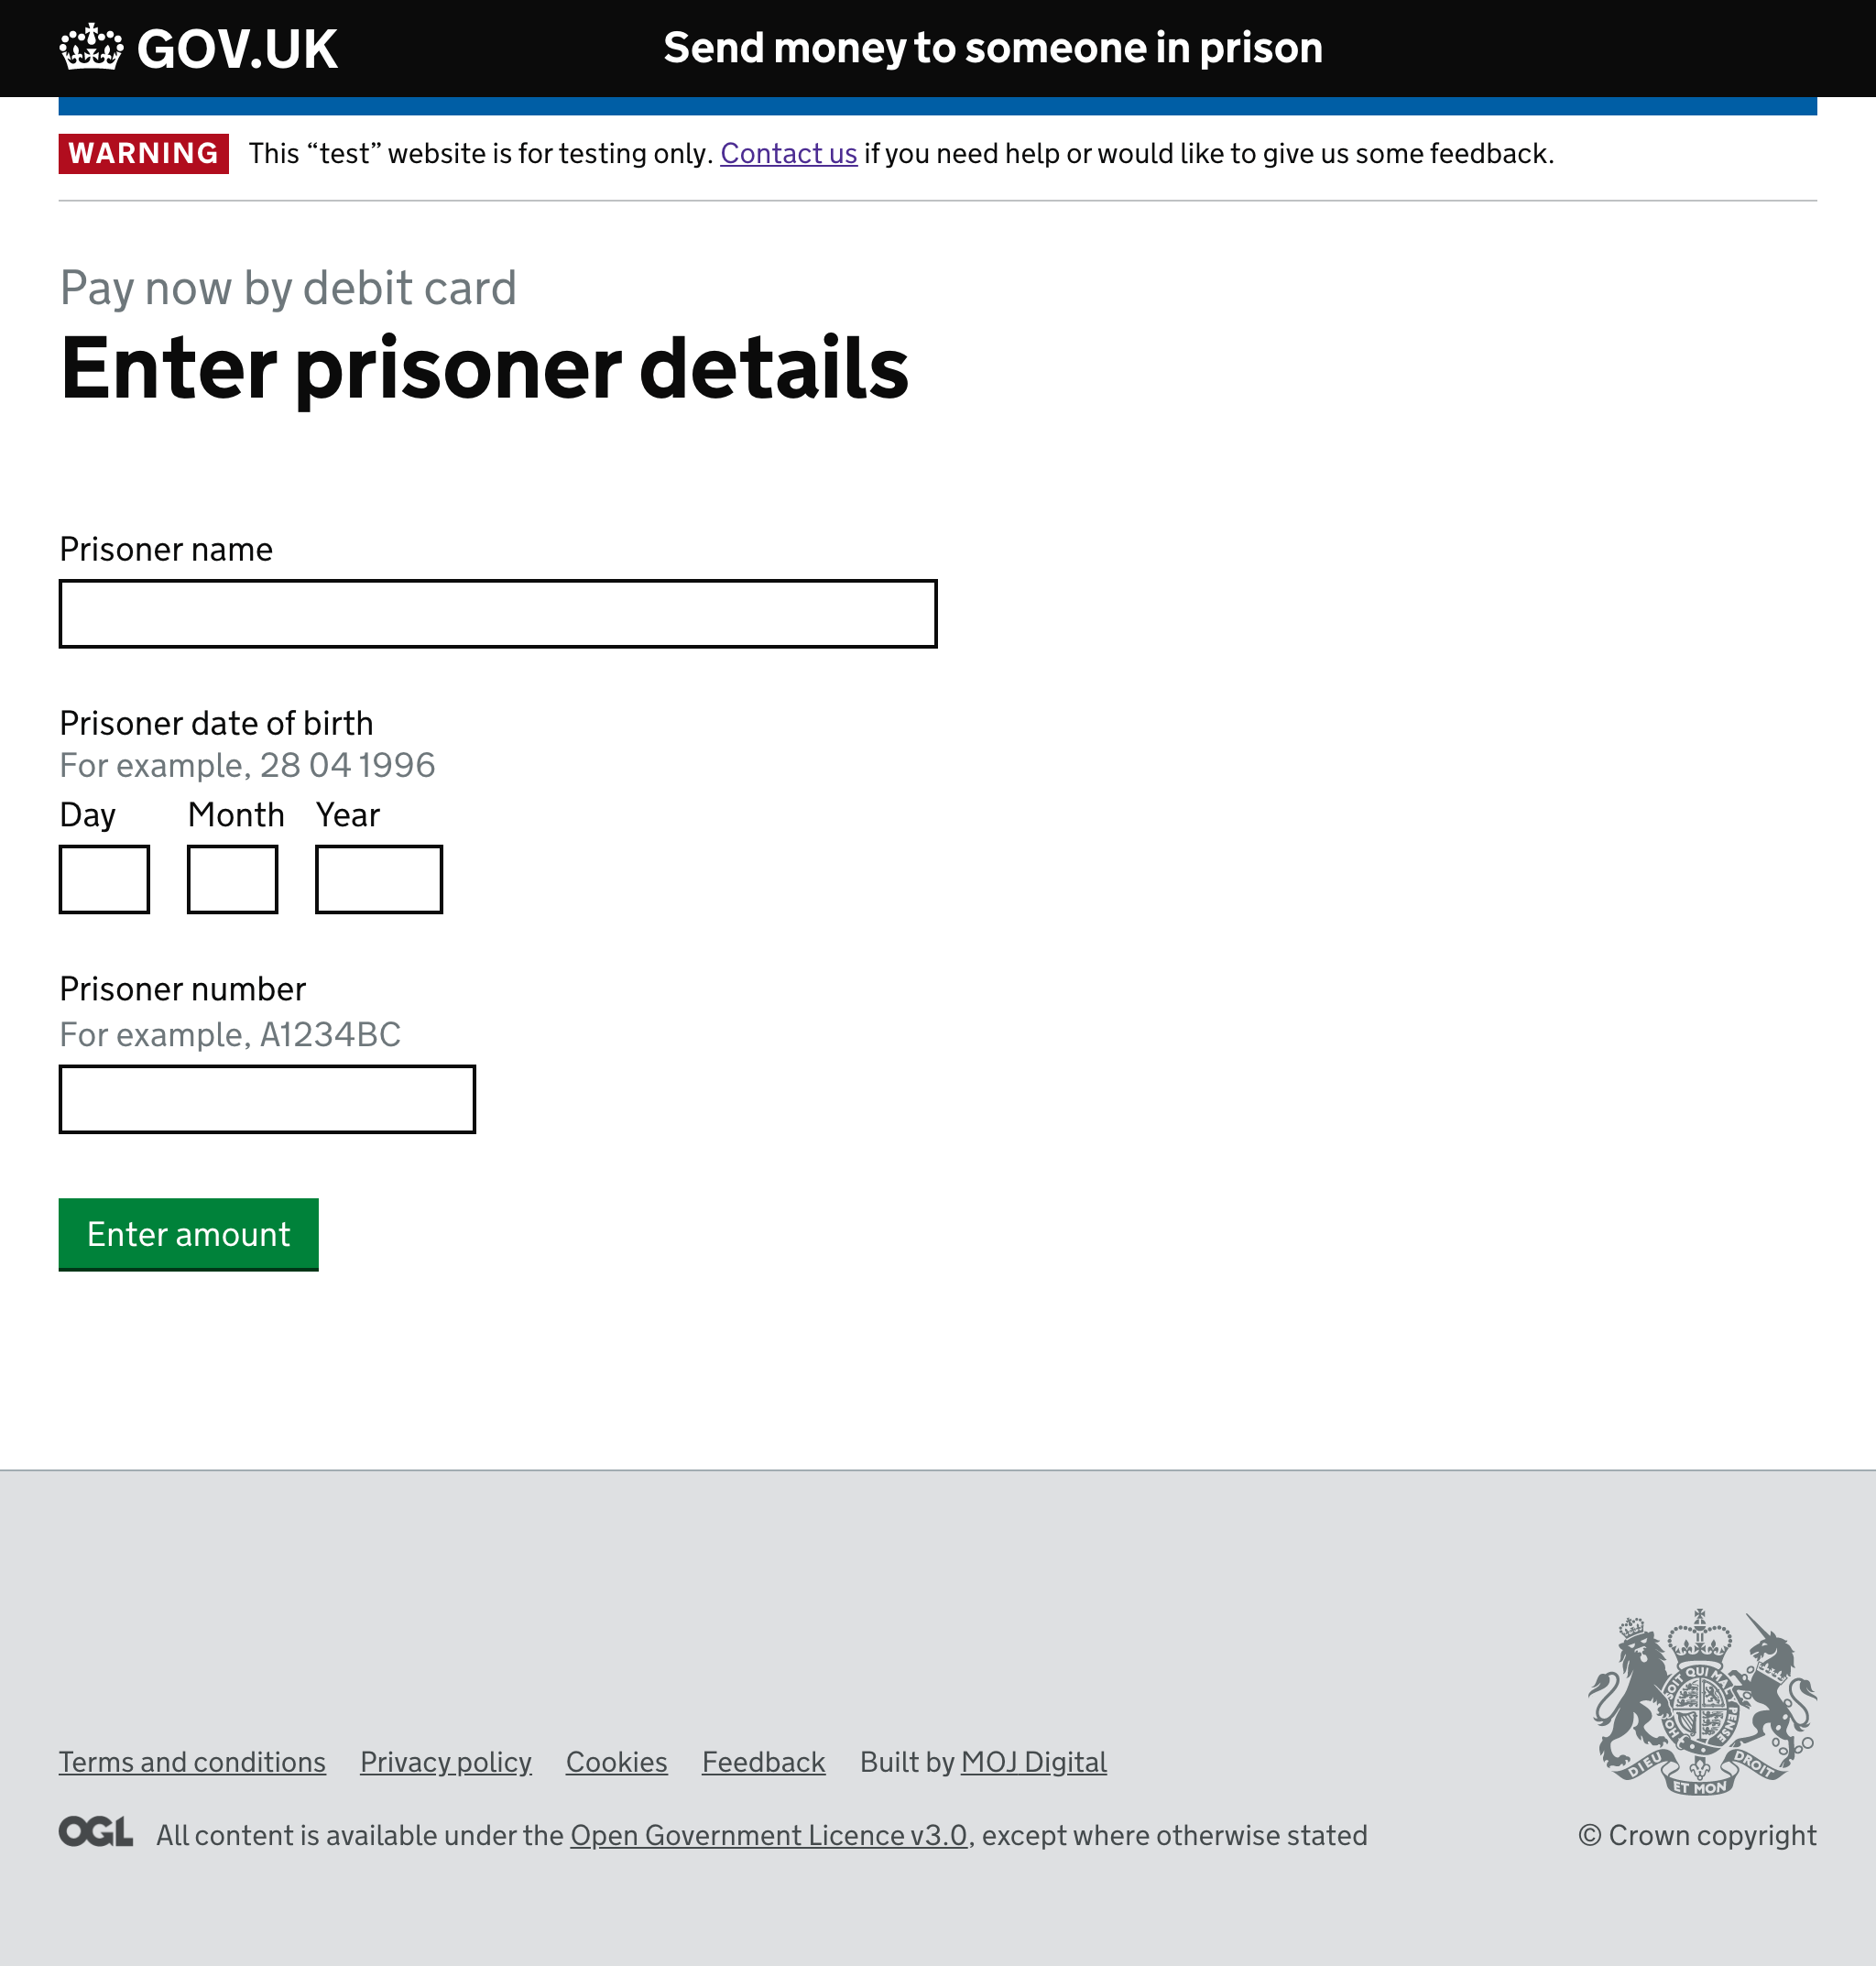 GOV.UK
Send money to someone in prison
WARNING This “test” website is for testing only. Contact us if you need help or would like to give us some feedback.
Pay now by debit card
Enter prisoner details
Prisoner name
Prisoner date of birth
For example, 28 04 1996
Day Month Year
Prisoner number
For example, A1234BC
Enter amount
SOIT QUI MAL Y PENSE
HON
DIEU ET MON DROIT
Terms and conditions Privacy policy Cookies Feedback Built by MOJ Digital
OGL All content is available under the Open Government Licence v3.0, except where otherwise stated
© Crown copyright